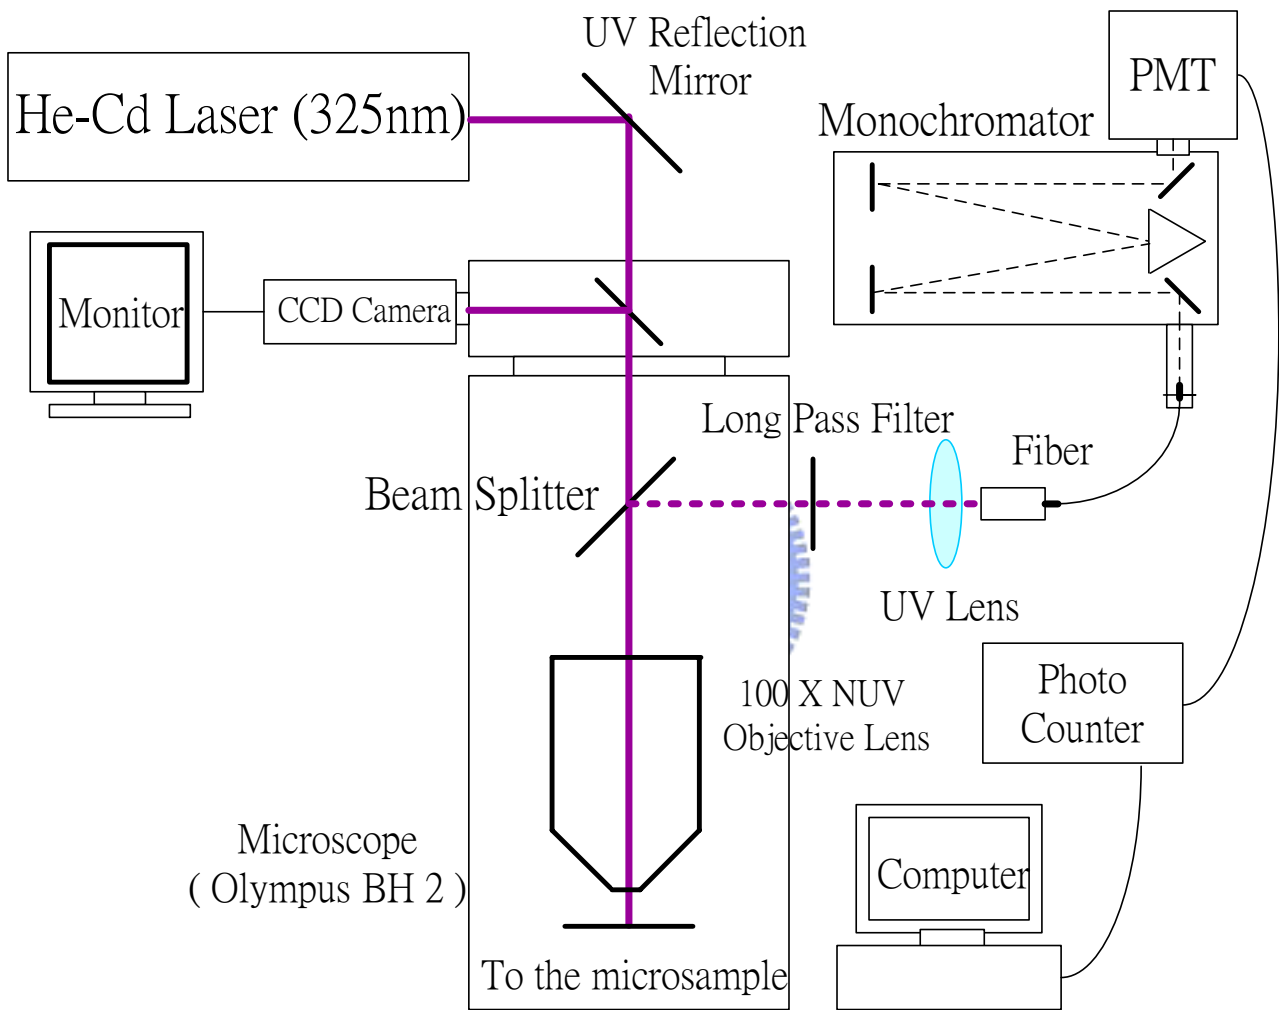 UV Reflection
Mirror
He-Cd Laser (325nm)
PMT
Monochromator
Monitor
CCD Camera
Long Pass Filter
Fiber
Beam Splitter
UV Lens
100 X NUV
Objective Lens
Photo
Counter
Microscope
( Olympus BH 2 )
Computer
To the microsample